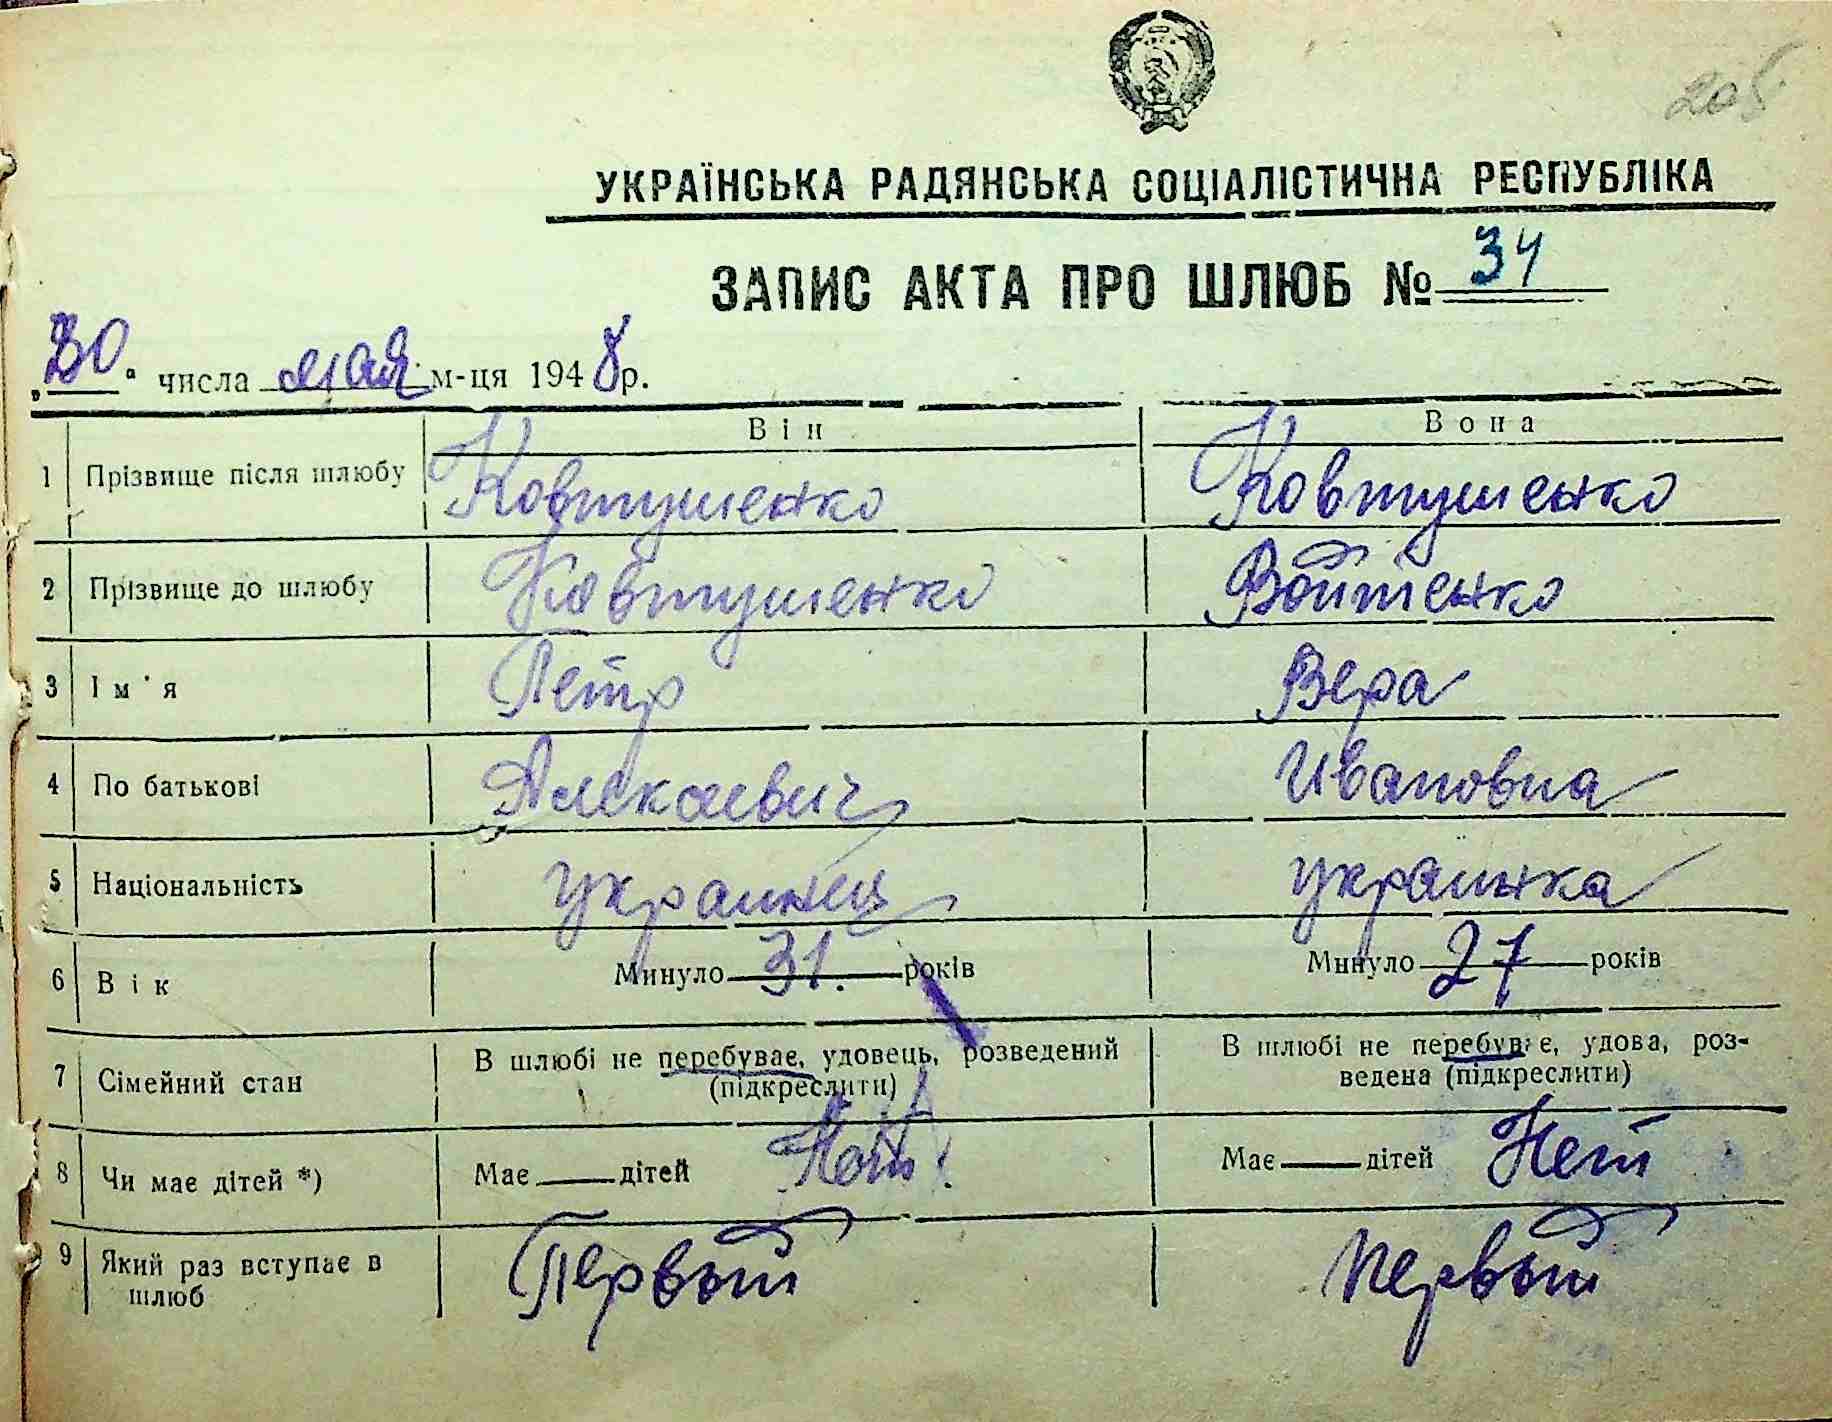 УКРАЇНСЬКА РАДЯНСЬКА СОЦІАЛІСТИЧНА РЕСПУБЛІКА
ЗАПИС АКТА ПРО ШЛЮБ № 34
„30" числа мая м-ця 1948 р.
Він Вона
1 Прізвище після шлюбу Ковтушенко Ковтушенко
2 Прізвище до шлюбу Ковтушенко Войтенко
3 Ім'я Петр Вера
4 По батькові Алекаевич Ивановна
5 Національність украинец украинка
6 Вік Минуло 31. років Минуло 27 років
7 Сімейний стан В шлюбі не перебуває, удовець, розведений (підкреслити) В шлюбі не перебуває, удова, роз-
ведена (підкреслити)
8 Чи має дітей *) Має — дітей Нет Має — дітей Нет
9 Який раз вступає в Первый Первый
шлюб